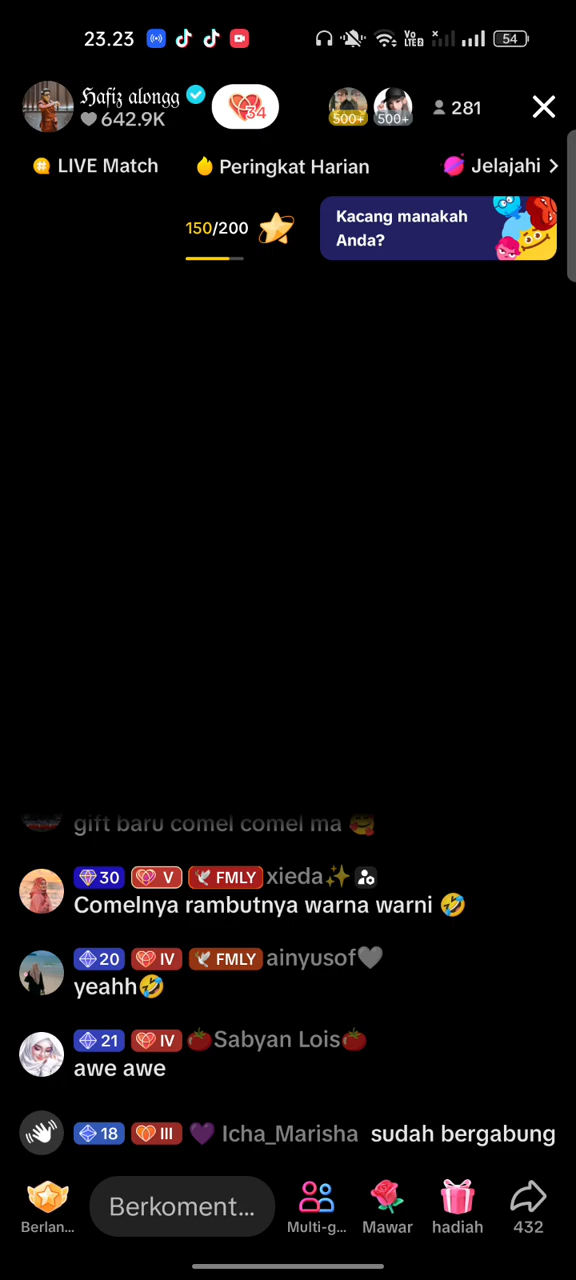 23.23 VoLTE2 54
Hafiz alongg 34 500+ 500+ 281
642.9K
LIVE Match Peringkat Harian Jelajahi
150/200 Kacang manakah Anda?
gift baru comel comel ma 🥰
30 V FMLY xieda✨
Comelnya rambutnya warna warni 🤣
20 IV FMLY ainyusof🖤
yeahh🤣
21 IV 🍅Sabyan Lois🍅
awe awe
18 III 💜 Icha_Marisha sudah bergabung
Berkoment...
Berlan... Multi-g... Mawar hadiah 432